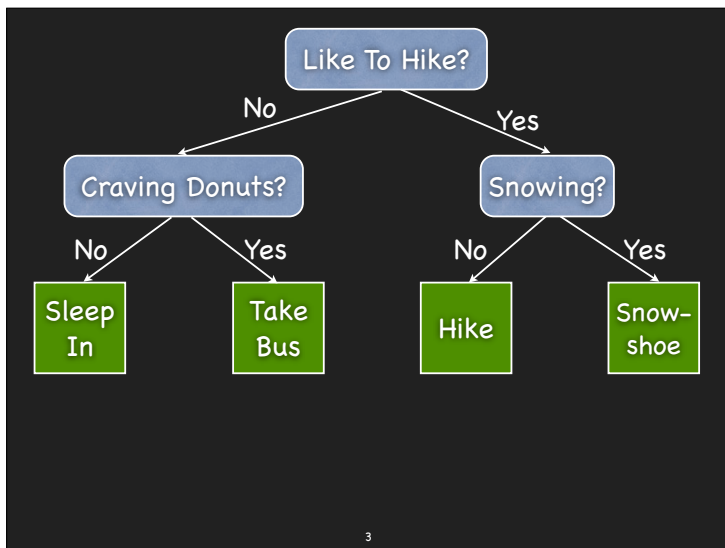 Like To Hike?
No
Yes
Craving Donuts?
Snowing?
No
Yes
No
Yes
Sleep
In
Take
Bus
Hike
Snow-
shoe
3